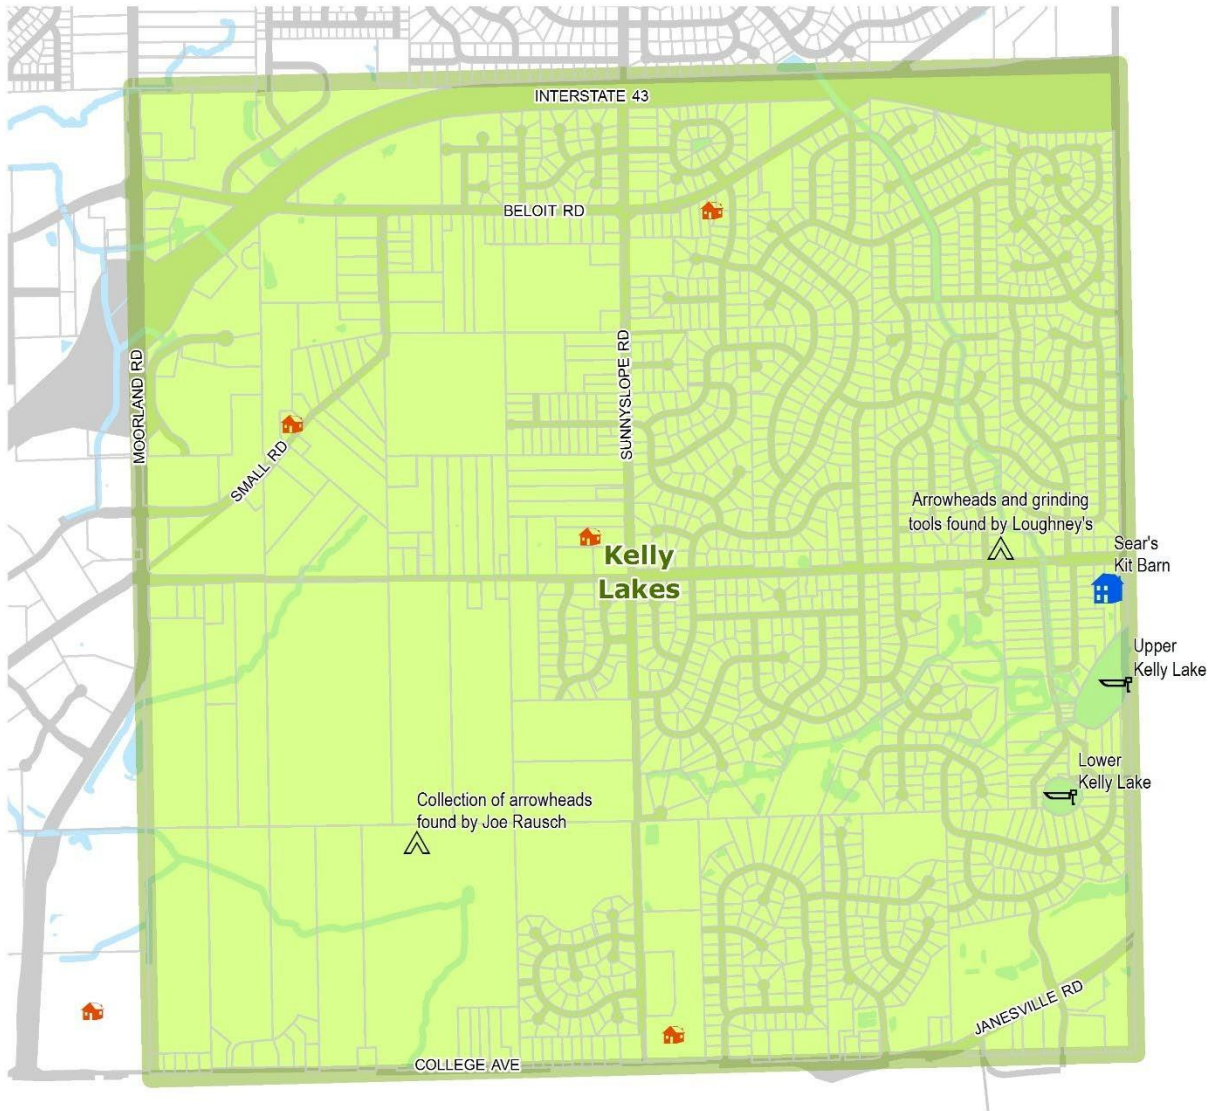 INTERSTATE 43
BELOIT RD
MOORLAND RD
SUNNYSLOPE RD
SMALL RD
Arrowheads and grinding
tools found by Loughney's
Sear's
Kit Barn
Kelly
Lakes
Upper
Kelly Lake
Lower
Kelly Lake
Collection of arrowheads
found by Joe Rausch
JANESVILLE RD
COLLEGE AVE